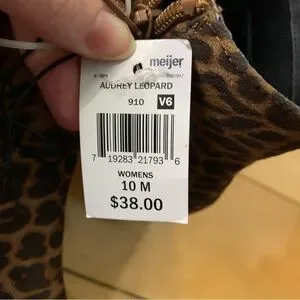 meijer
AUDREY LEOPARD
910 V6
7 19283 21793 6
WOMENS
10 M
$38.00